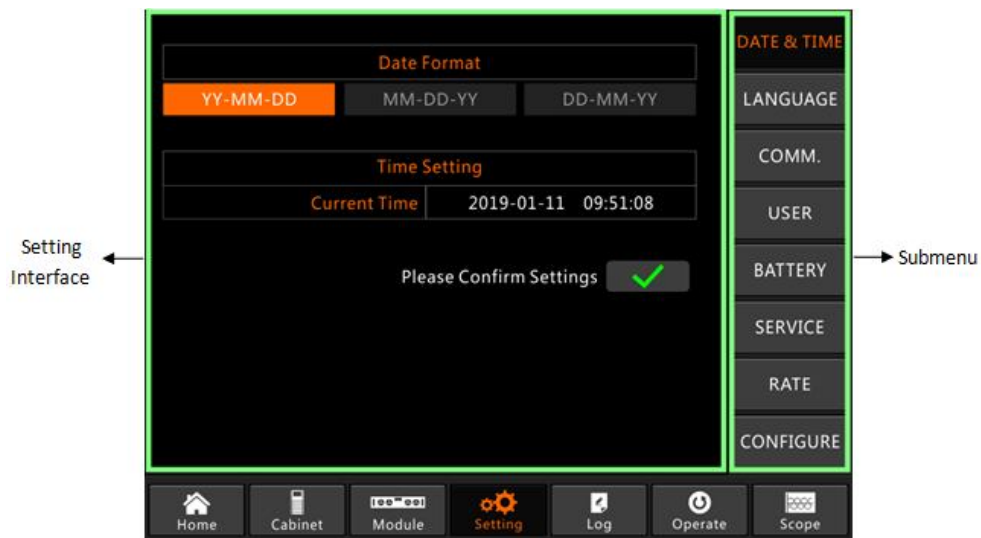 Date Format
YY-MM-DD MM-DD-YY DD-MM-YY
Time Setting
Current Time 2019-01-11 09:51:08
Please Confirm Settings
DATE & TIME
LANGUAGE
COMM.
USER
BATTERY
SERVICE
RATE
CONFIGURE
Setting
Interface
Submenu
Home Cabinet Module Setting Log Operate Scope